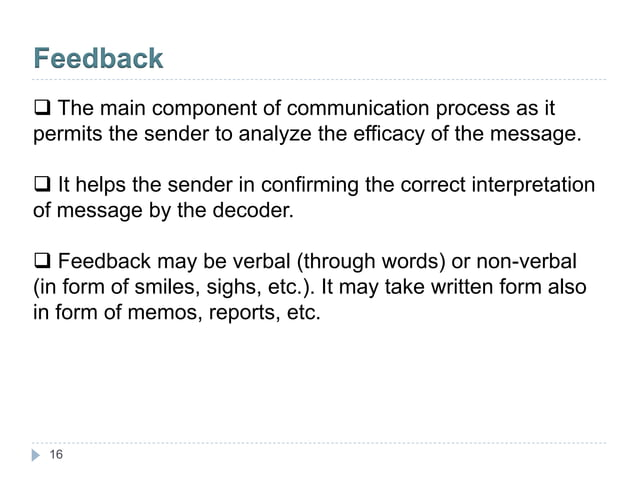 Feedback
❑ The main component of communication process as it
permits the sender to analyze the efficacy of the message.
❑ It helps the sender in confirming the correct interpretation
of message by the decoder.
❑ Feedback may be verbal (through words) or non-verbal
(in form of smiles, sighs, etc.). It may take written form also
in form of memos, reports, etc.
16